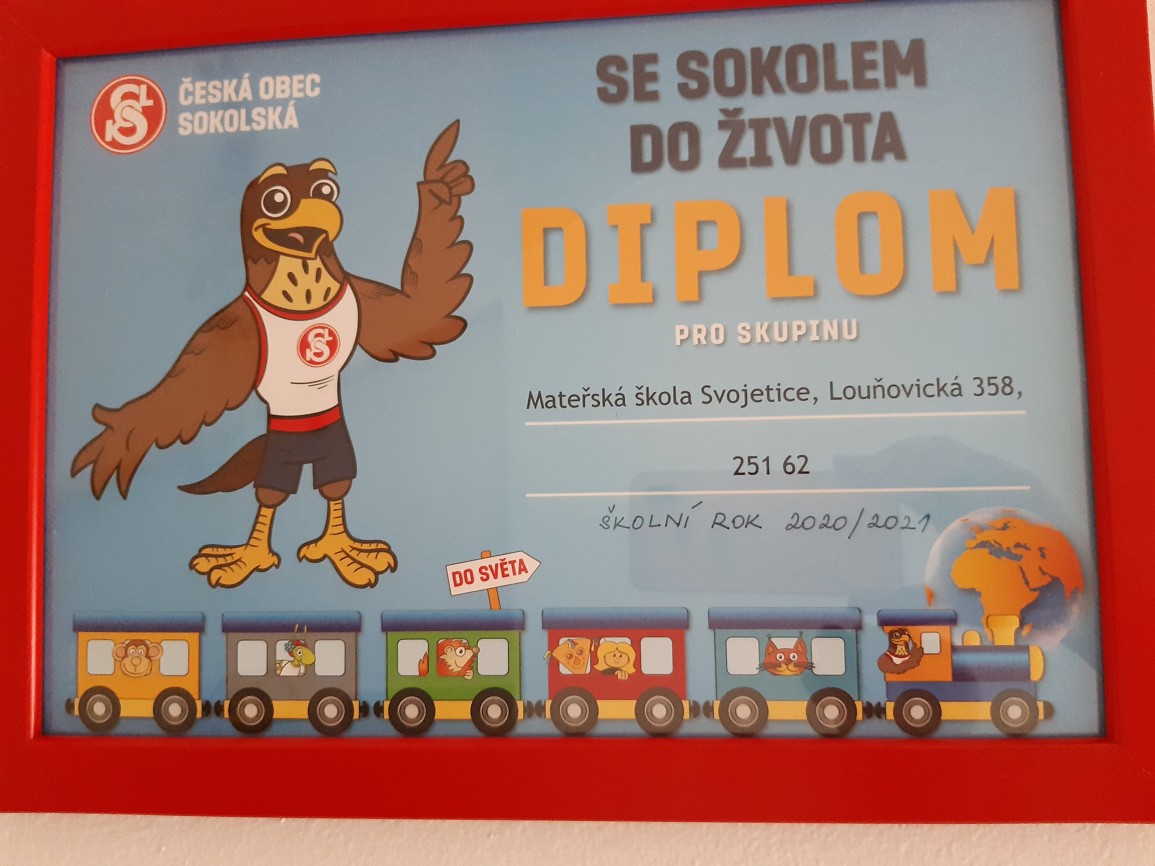 ČESKÁ OBEC
SOKOLSKÁ
SE SOKOLEM
DO ŽIVOTA
DIPLOM
PRO SKUPINU
Mateřská škola Svojetice, Louňovická 358,
251 62
ŠKOLNÍ ROK 2020/2021
DO SVĚTA